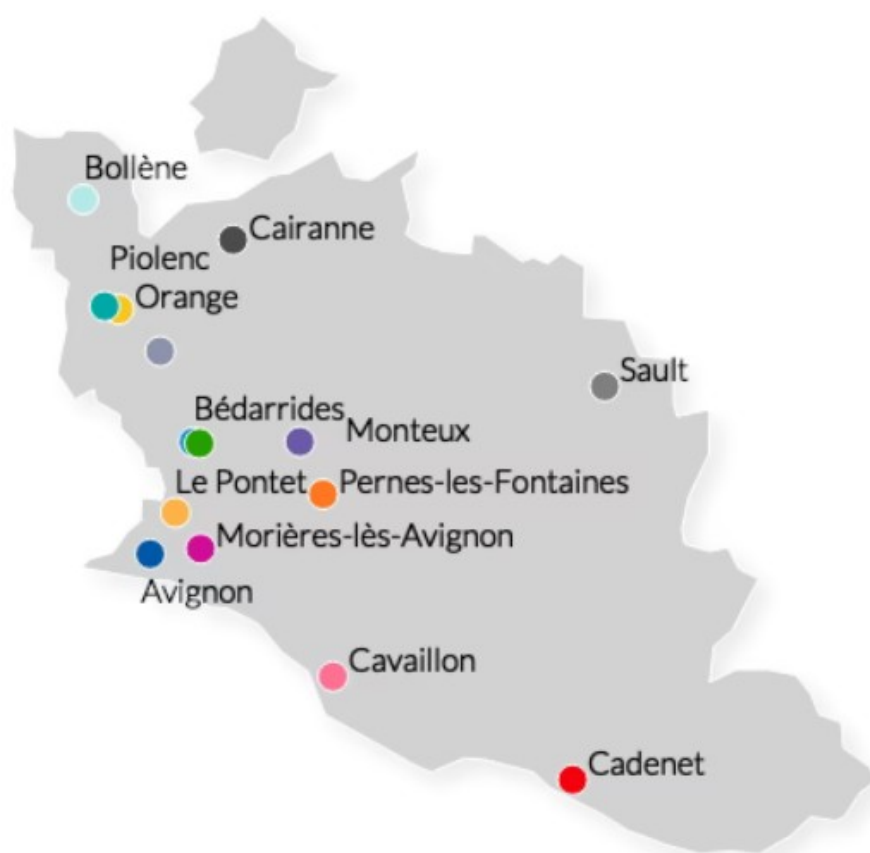 Bollène
Cairanne
Piolenc
Orange
Sault
Bédarrides
Monteux
Le Pontet
Pernes-les-Fontaines
Morières-lès-Avignon
Avignon
Cavaillon
Cadenet